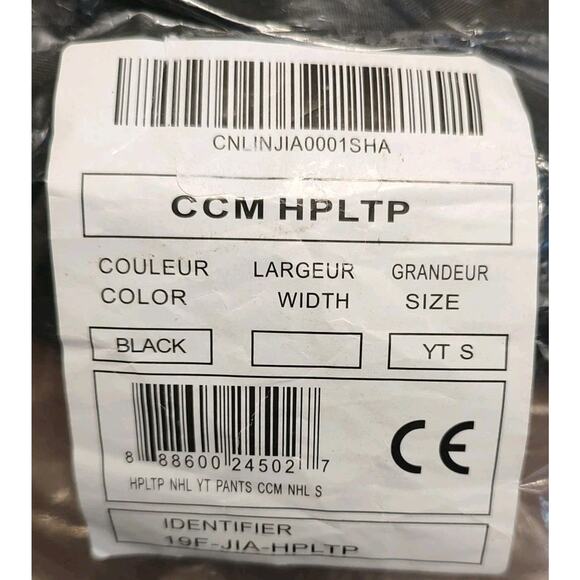 CNLINJIA0001SHA
CCM HPLTP
COULEUR LARGEUR GRANDEUR
COLOR WIDTH SIZE
BLACK YT S
8 88600 24502 7
HPLTP NHL YT PANTS CCM NHL S
CE
IDENTIFIER
19F-JIA-HPLTP